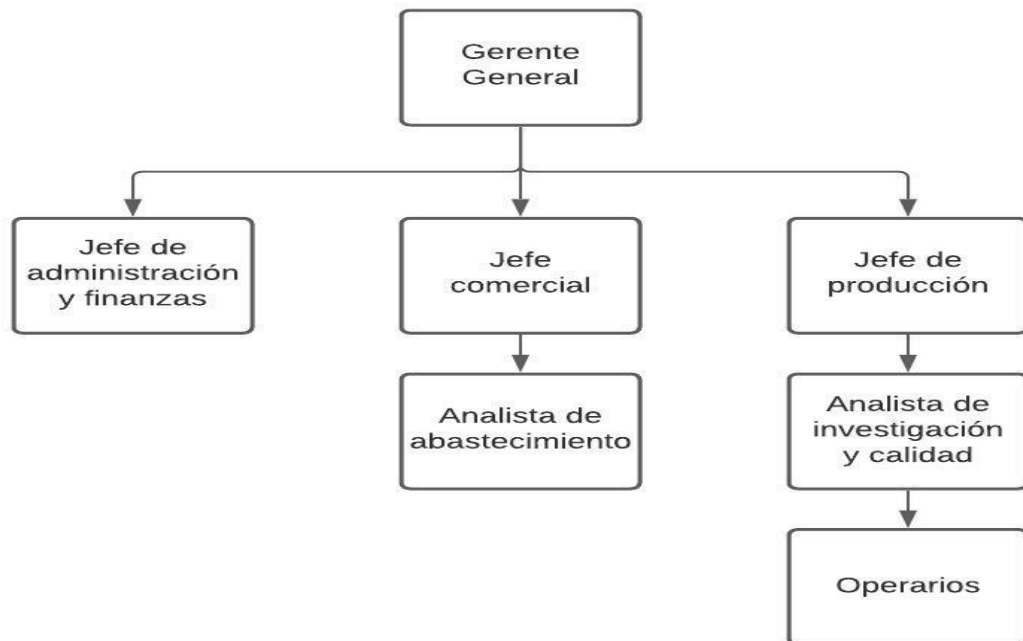 Gerente
General
Jefe de
administración
y finanzas
Jefe
comercial
Jefe de
producción
Analista de
abastecimiento
Analista de
investigación
y calidad
Operarios